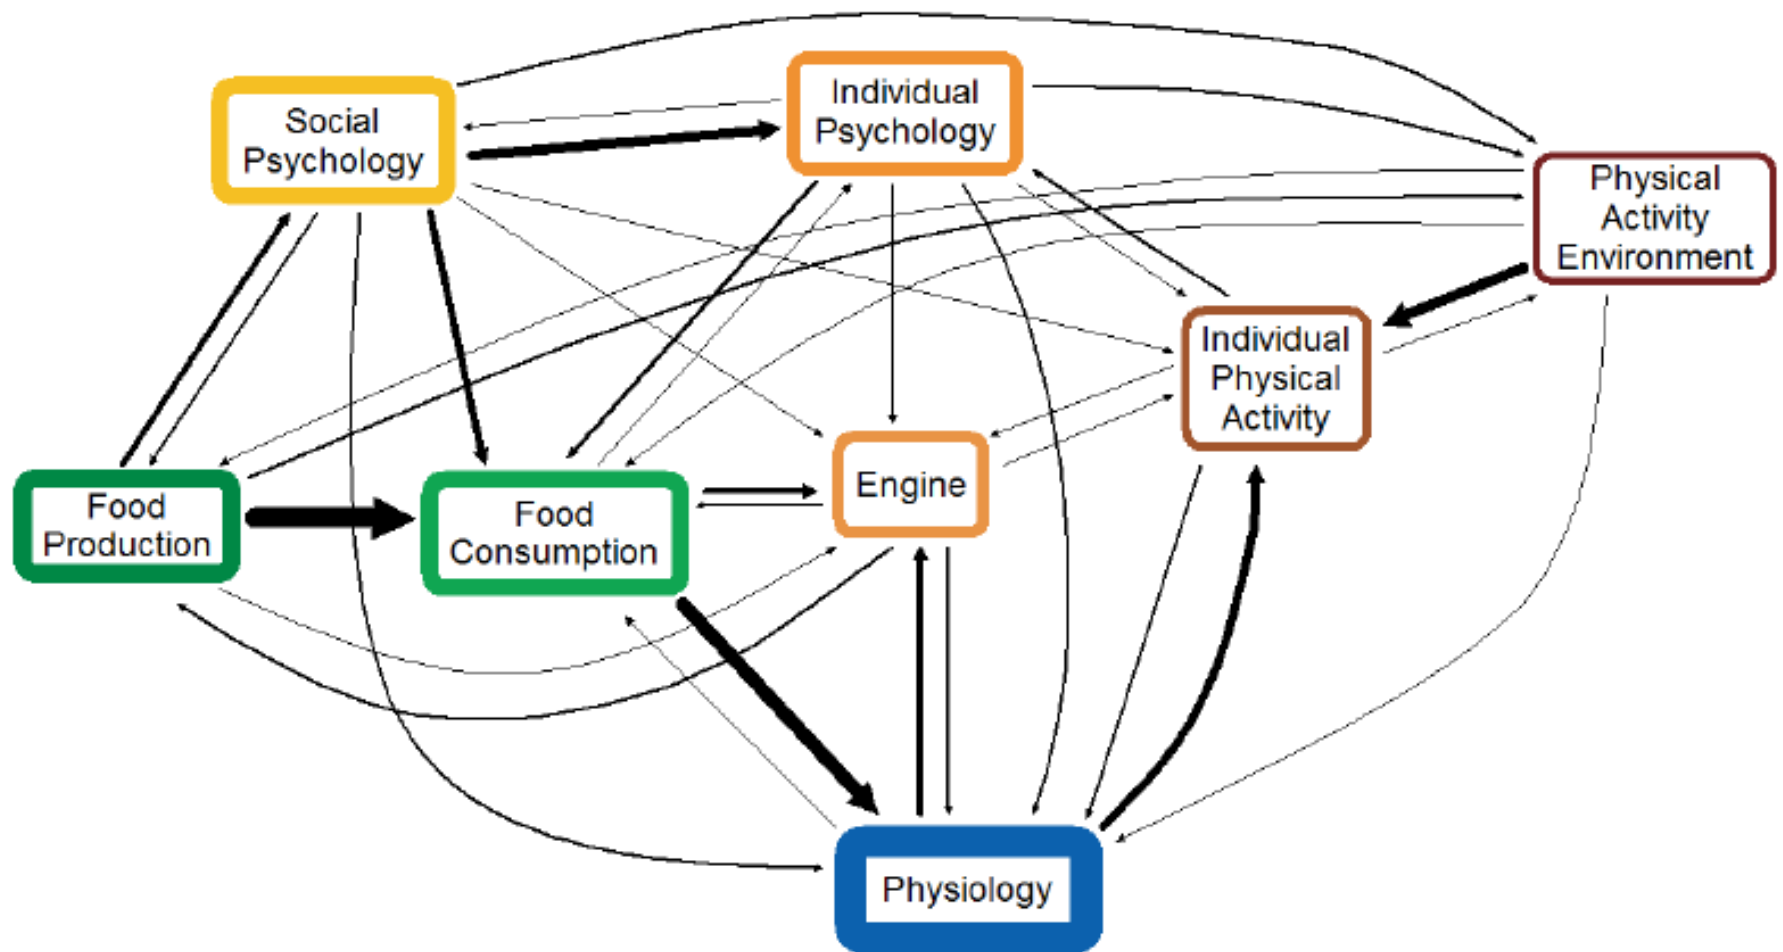 Social
Psychology
Individual
Psychology
Physical
Activity
Environment
Individual
Physical
Activity
Food
Production
Food
Consumption
Engine
Physiology